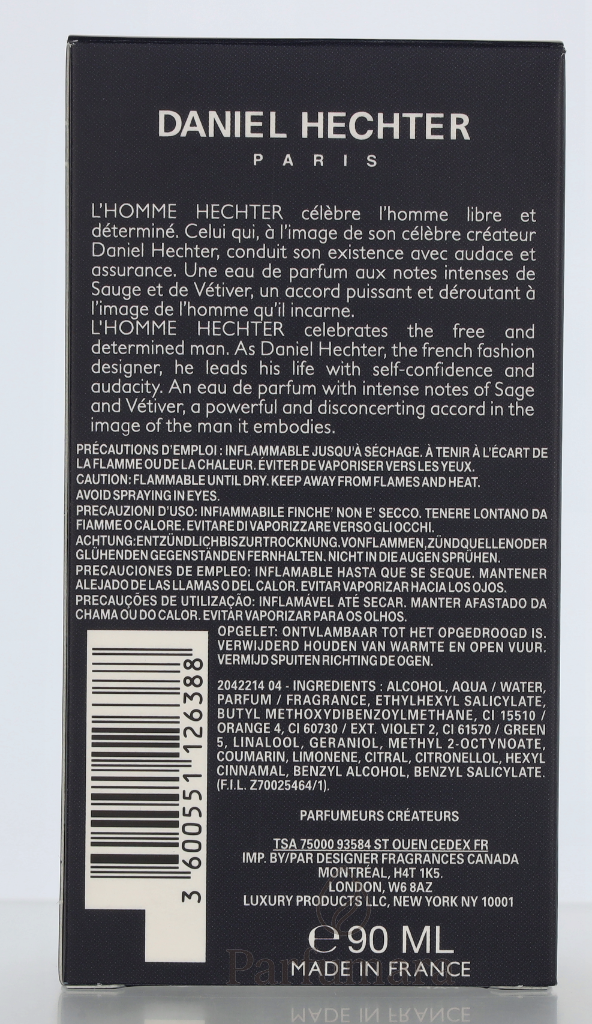 DANIEL HECHTER
PARIS
L'HOMME HECHTER célèbre l'homme libre et
déterminé. Celui qui, à l'image de son célèbre créateur
Daniel Hechter, conduit son existence avec audace et
assurance. Une eau de parfum aux notes intenses de
Sauge et de Vétiver, un accord puissant et déroutant à
l'image de l'homme qu'il incarne.
L'HOMME HECHTER celebrates the free and
determined man. As Daniel Hechter, the french fashion
designer, he leads his life with self-confidence and
audacity. An eau de parfum with intense notes of Sage
and Vétiver, a powerful and disconcerting accord in the
image of the man it embodies.
PRÉCAUTIONS D'EMPLOI : INFLAMMABLE JUSQU'À SÉCHAGE. À TENIR À L'ÉCART DE
LA FLAMME OU DE LA CHALEUR. ÉVITER DE VAPORISER VERS LES YEUX.
CAUTION: FLAMMABLE UNTIL DRY. KEEP AWAY FROM FLAMES AND HEAT.
AVOID SPRAYING IN EYES.
PRECAUZIONI D'USO: INFIAMMABILE FINCHE' NON E' SECCO. TENERE LONTANO DA
FIAMME O CALORE. EVITARE DI VAPORIZZARE VERSO GLI OCCHI.
ACHTUNG: ENTZÜNDLICH BIS ZUR TROCKNUNG. VON FLAMMEN, ZÜNDQUELLEN ODER
GLÜHENDEN GEGENSTÄNDEN FERNHALTEN. NICHT IN DIE AUGEN SPRÜHEN.
PRECAUCIONES DE EMPLEO: INFLAMABLE HASTA QUE SE SEQUE. MANTENER
ALEJADO DE LAS LLAMAS O DEL CALOR. EVITAR VAPORIZAR HACIA LOS OJOS.
PRECAUÇÕES DE UTILIZAÇÃO: INFLAMÁVEL ATÉ SECAR. MANTER AFASTADO DA
CHAMA OU DO CALOR. EVITAR VAPORIZAR PARA OS OLHOS.
OPGELET: ONTVLAMBAAR TOT HET OPGEDROOGD IS.
VERWIJDERD HOUDEN VAN WARMTE EN OPEN VUUR.
VERMIJD SPUITEN RICHTING DE OGEN.
2042214 04 - INGREDIENTS : ALCOHOL, AQUA / WATER,
PARFUM / FRAGRANCE, ETHYLHEXYL SALICYLATE,
BUTYL METHOXYDIBENZOYLMETHANE, CI 15510 /
ORANGE 4, CI 60730 / EXT. VIOLET 2, CI 61570 / GREEN
5, LINALOOL, GERANIOL, METHYL 2-OCTYNOATE,
COUMARIN, LIMONENE, CITRAL, CITRONELLOL, HEXYL
CINNAMAL, BENZYL ALCOHOL, BENZYL SALICYLATE.
(F.I.L. Z70025464/1).
3 600551 126388
PARFUMEURS CRÉATEURS
TSA 75000 93584 ST OUEN CEDEX FR
IMP. BY/PAR DESIGNER FRAGRANCES CANADA
MONTRÉAL, H4T 1K5.
LONDON, W6 8AZ
LUXURY PRODUCTS LLC, NEW YORK NY 10001
℮ 90 ML
MADE IN FRANCE